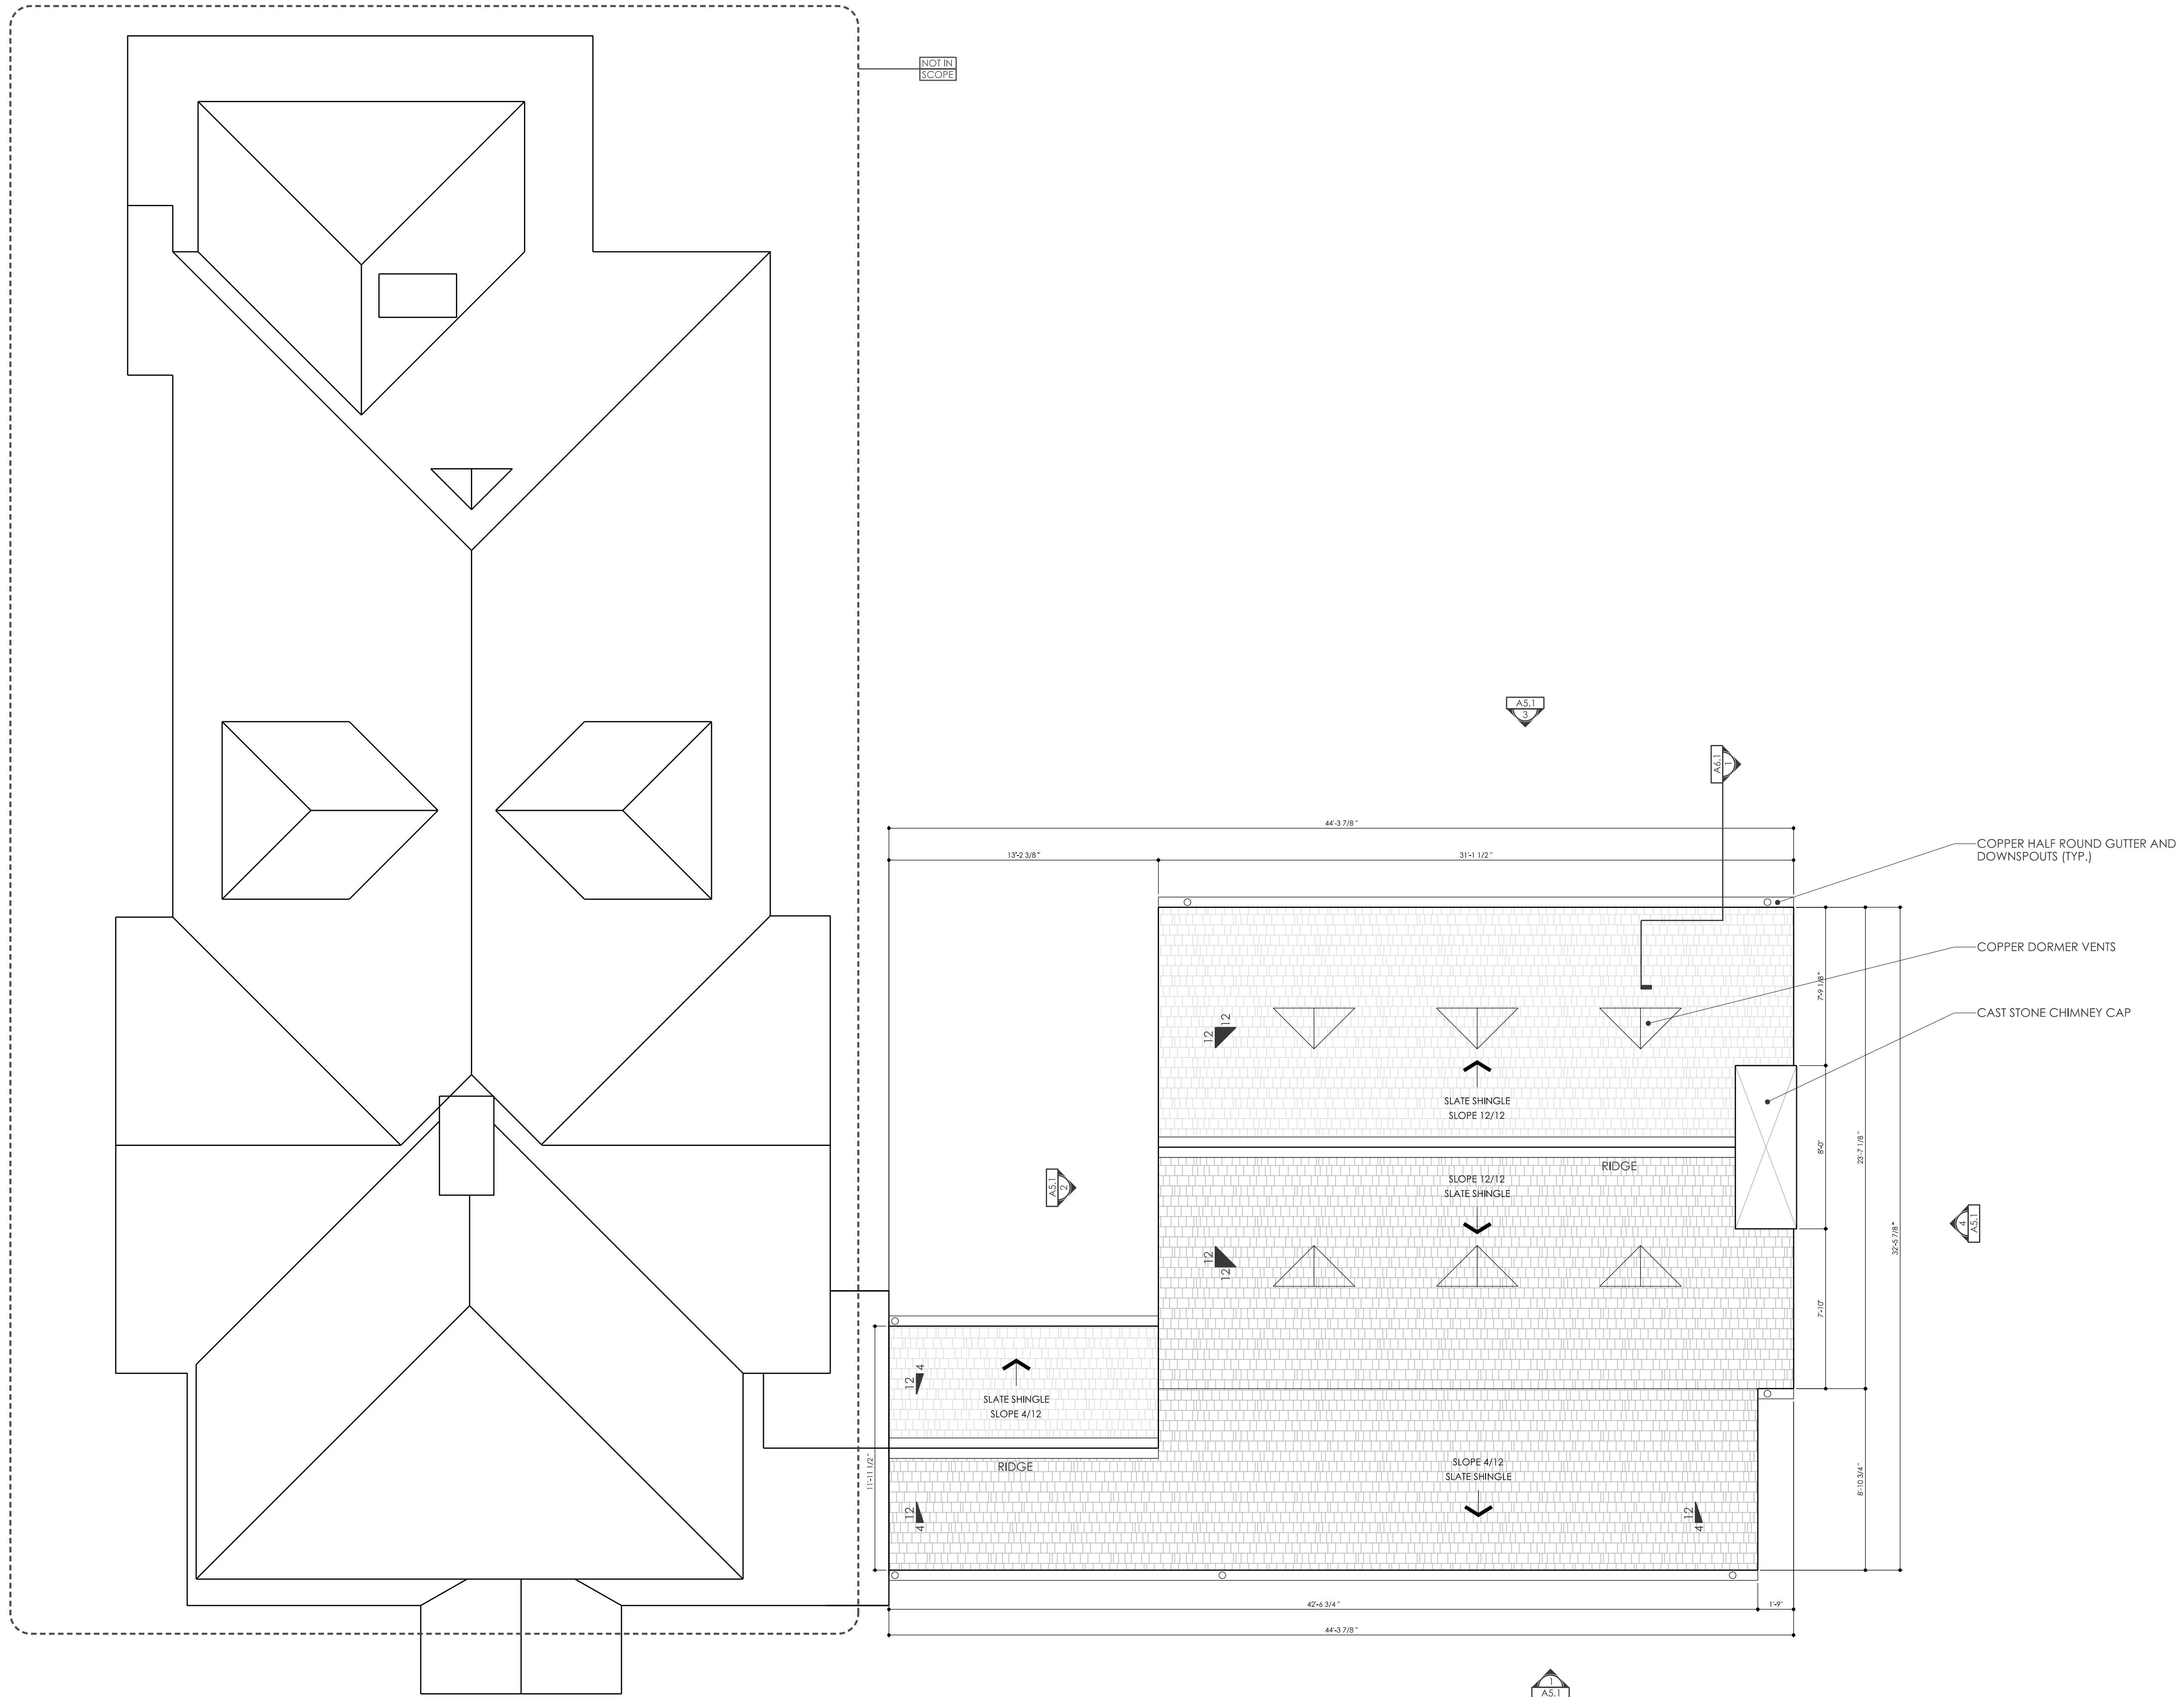 NOT IN
SCOPE
A5.1
3
A6.1
1
44'-3 7/8"
13'-2 3/8"
31'-1 1/2"
COPPER HALF ROUND GUTTER AND
DOWNSPOUTS (TYP.)
COPPER DORMER VENTS
CAST STONE CHIMNEY CAP
7'-9 1/8"
12
12
SLATE SHINGLE
SLOPE 12/12
8'-0"
23'-7 1/8"
RIDGE
SLOPE 12/12
SLATE SHINGLE
A5.1
2
4
A5.1
32'-5 7/8"
12
12
7'-10"
4
12
SLATE SHINGLE
SLOPE 4/12
RIDGE
11'-11 1/2"
SLOPE 4/12
SLATE SHINGLE
8'-10 3/4"
12
4
12
4
42'-6 3/4"
1'-9"
44'-3 7/8"
1
A5.1